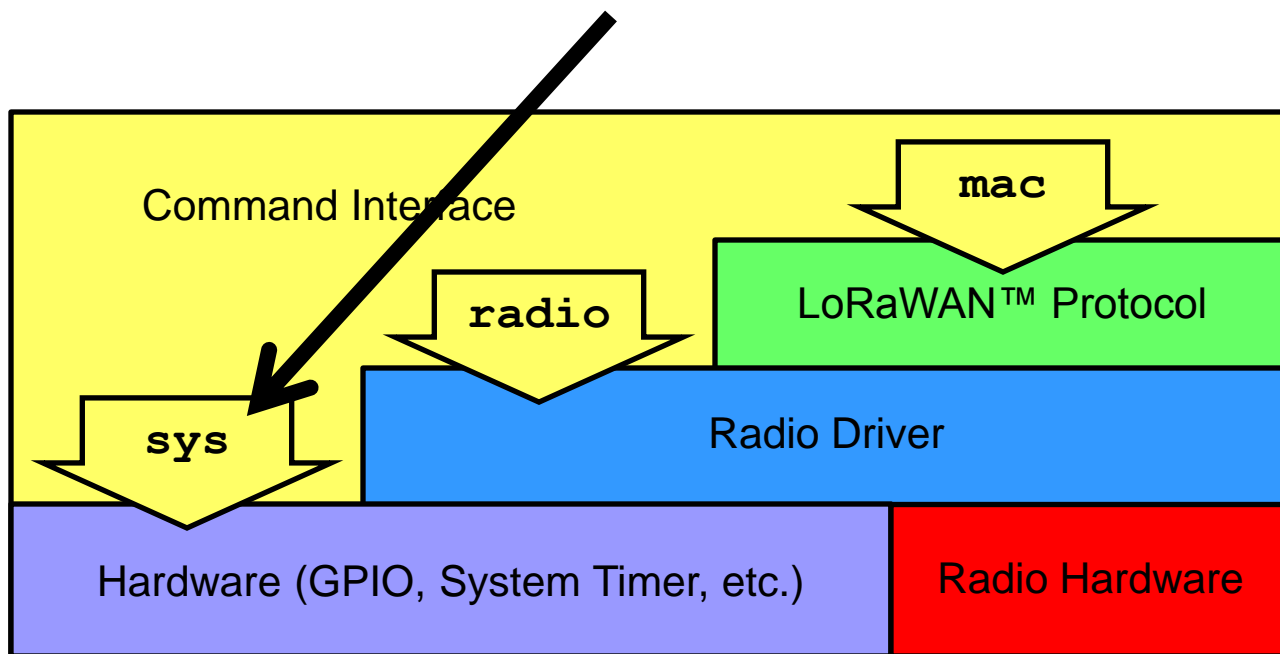 mac
Command Interface
LoRaWAN™ Protocol
radio
Radio Driver
sys
Hardware (GPIO, System Timer, etc.)
Radio Hardware